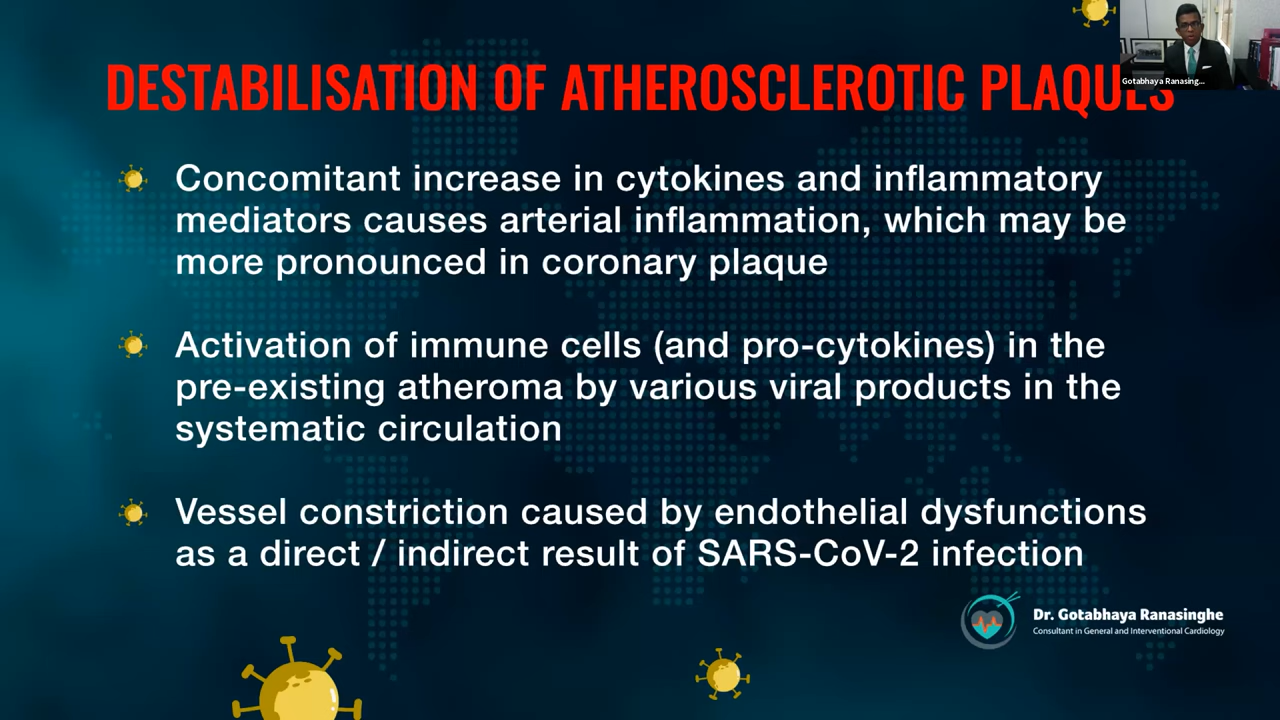 DESTABILISATION OF ATHEROSCLEROTIC PLAQUES
Gotabhaya Ranasing...
Concomitant increase in cytokines and inflammatory
mediators causes arterial inflammation, which may be
more pronounced in coronary plaque
Activation of immune cells (and pro-cytokines) in the
pre-existing atheroma by various viral products in the
systematic circulation
Vessel constriction caused by endothelial dysfunctions
as a direct / indirect result of SARS-CoV-2 infection
Dr. Gotabhaya Ranasinghe
Consultant in General and Interventional Cardiology